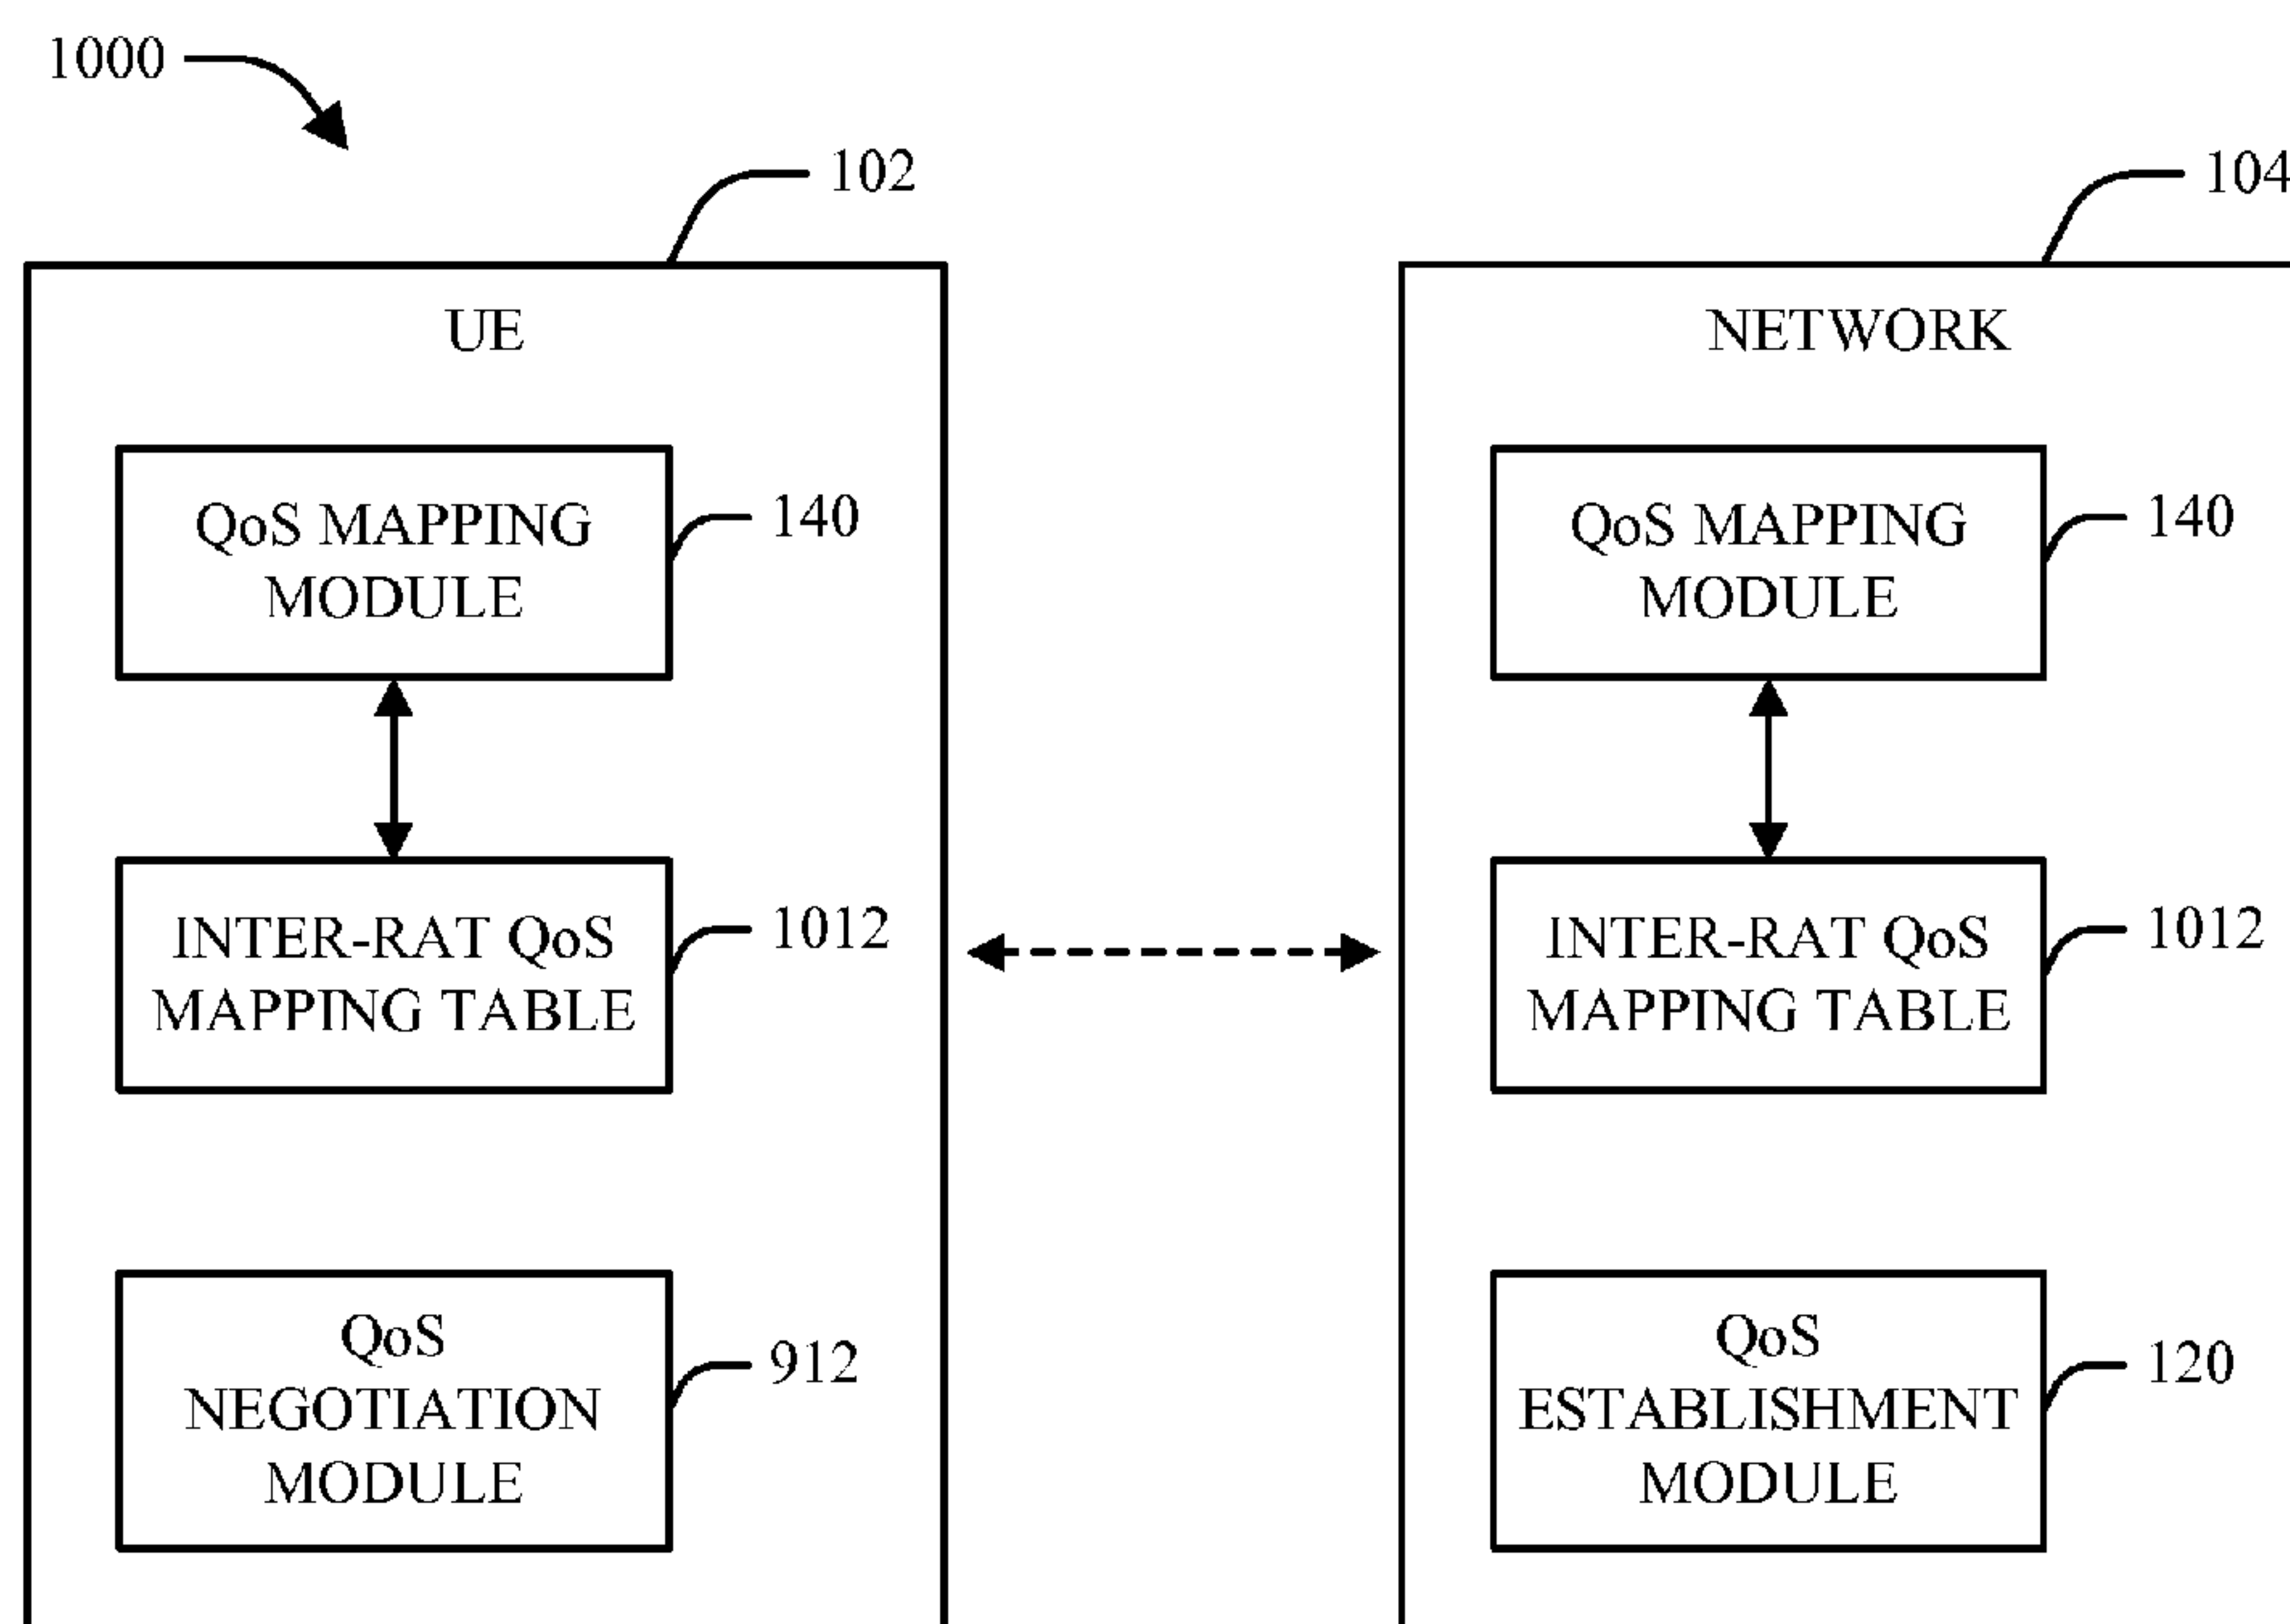 1000
102
104
UE
NETWORK
QoS MAPPING
MODULE
140
QoS MAPPING
MODULE
140
INTER-RAT QoS
MAPPING TABLE
1012
INTER-RAT QoS
MAPPING TABLE
1012
QoS
NEGOTIATION
MODULE
912
QoS
ESTABLISHMENT
MODULE
120